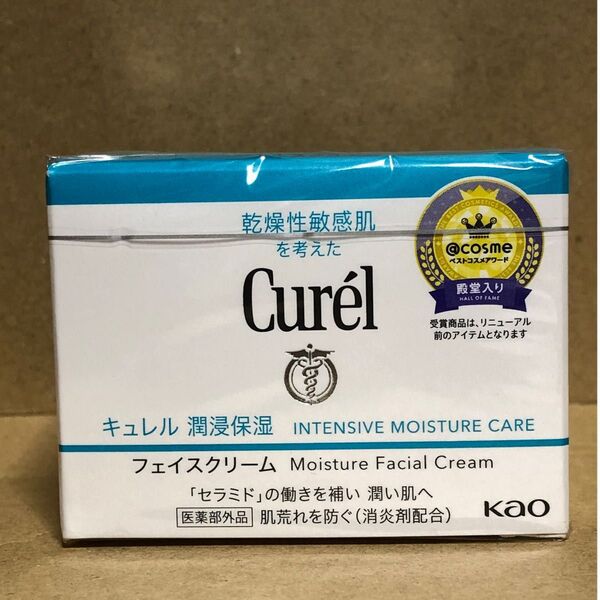 乾燥性敏感肌
を考えた
Curél
@cosme
ベストコスメアワード
殿堂入り
HALL OF FAME
受賞商品は、リニューアル
前のアイテムとなります
キュレル 潤浸保湿 INTENSIVE MOISTURE CARE
フェイスクリーム Moisture Facial Cream
「セラミド」の働きを補い 潤い肌へ
医薬部外品 肌荒れを防ぐ(消炎剤配合)
Kao